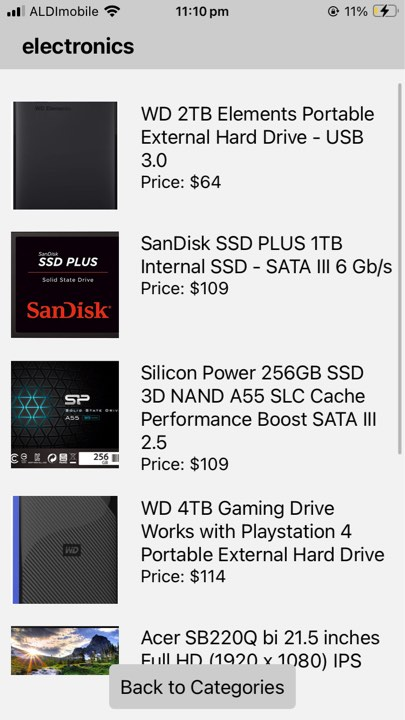 ALDImobile 11:10 pm 11%
electronics
WD Elements
WD 2TB Elements Portable
External Hard Drive - USB
3.0
Price: $64
SanDisk
SSD PLUS
Solid State Drive
SanDisk
SanDisk SSD PLUS 1TB
Internal SSD - SATA III 6 Gb/s
Price: $109
SP
A55
256
GB
Silicon Power 256GB SSD
3D NAND A55 SLC Cache
Performance Boost SATA III
2.5
Price: $109
WD
WD 4TB Gaming Drive
Works with Playstation 4
Portable External Hard Drive
Price: $114
Acer SB220Q bi 21.5 inches
Full HD (1920 x 1080) IPS
Back to Categories